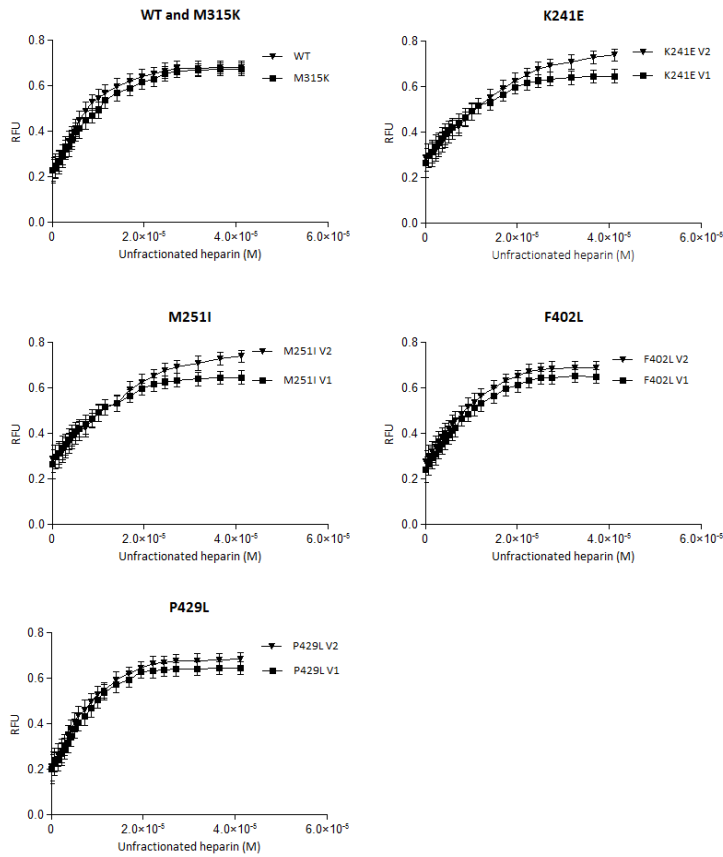 WT and M315K
0.8
0.6
0.4
0.2
0.0
RFU
0
2.0×10⁻⁵
4.0×10⁻⁵
6.0×10⁻⁵
Unfractionated heparin (M)
WT
M315K
K241E
0.8
0.6
0.4
0.2
0.0
RFU
0
2.0×10⁻⁵
4.0×10⁻⁵
6.0×10⁻⁵
Unfractionated heparin (M)
K241E V2
K241E V1
M251I
0.8
0.6
0.4
0.2
0.0
RFU
0
2.0×10⁻⁵
4.0×10⁻⁵
6.0×10⁻⁵
Unfractionated heparin (M)
M251I V2
M251I V1
F402L
0.8
0.6
0.4
0.2
0.0
RFU
0
2.0×10⁻⁵
4.0×10⁻⁵
6.0×10⁻⁵
Unfractionated heparin (M)
F402L V2
F402L V1
P429L
0.8
0.6
0.4
0.2
0.0
RFU
0
2.0×10⁻⁵
4.0×10⁻⁵
6.0×10⁻⁵
Unfractionated heparin (M)
P429L V2
P429L V1